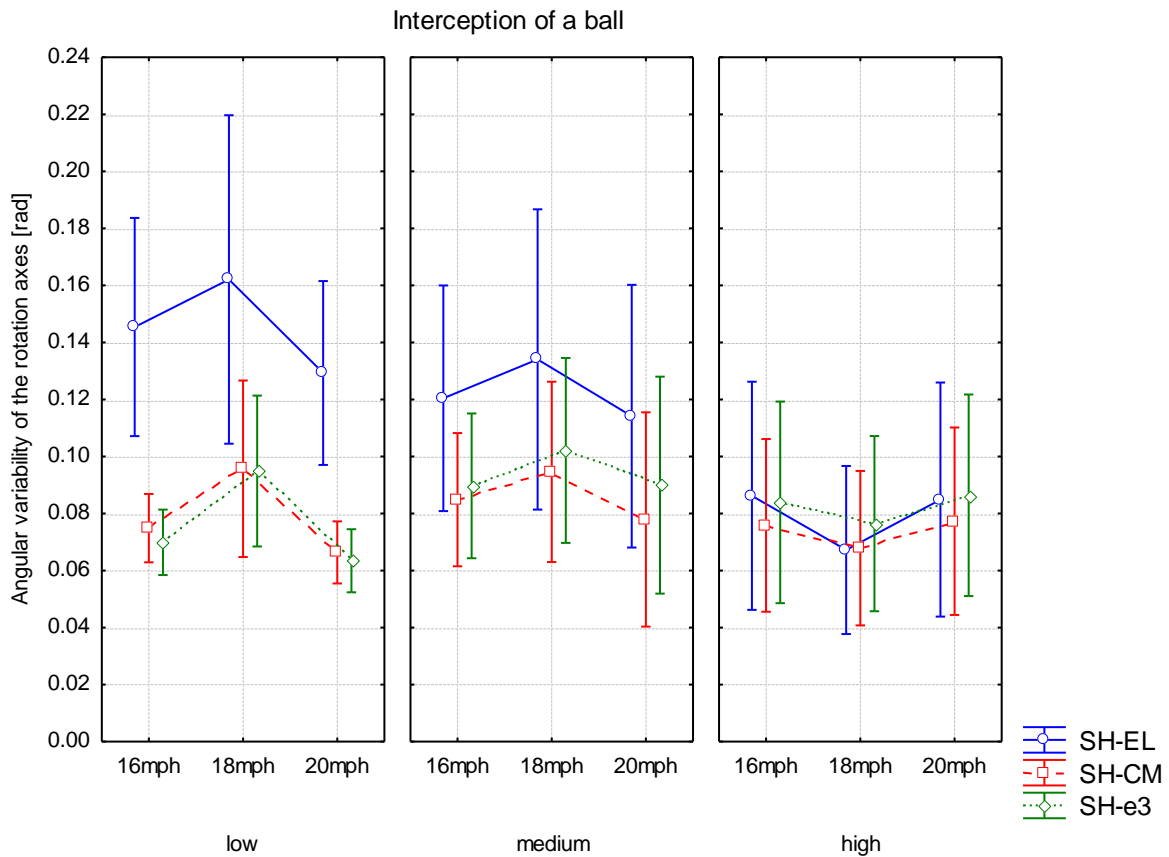 Interception of a ball
Angular variability of the rotation axes [rad]
0.24
0.22
0.20
0.18
0.16
0.14
0.12
0.10
0.08
0.06
0.04
0.02
0.00
16mph 18mph 20mph 16mph 18mph 20mph 16mph 18mph 20mph
low medium high
SH-EL
SH-CM
SH-e3